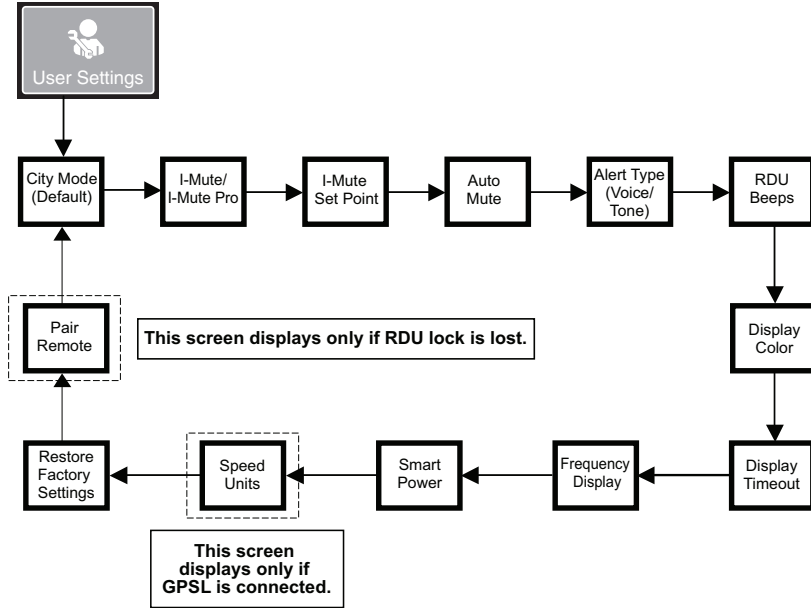 User Settings
City Mode
(Default)
I-Mute/
I-Mute Pro
I-Mute
Set Point
Auto
Mute
Alert Type
(Voice/
Tone)
RDU
Beeps
Pair
Remote
This screen displays only if RDU lock is lost.
Display
Color
Restore
Factory
Settings
Speed
Units
Smart
Power
Frequency
Display
Display
Timeout
This screen
displays only if
GPSL is connected.